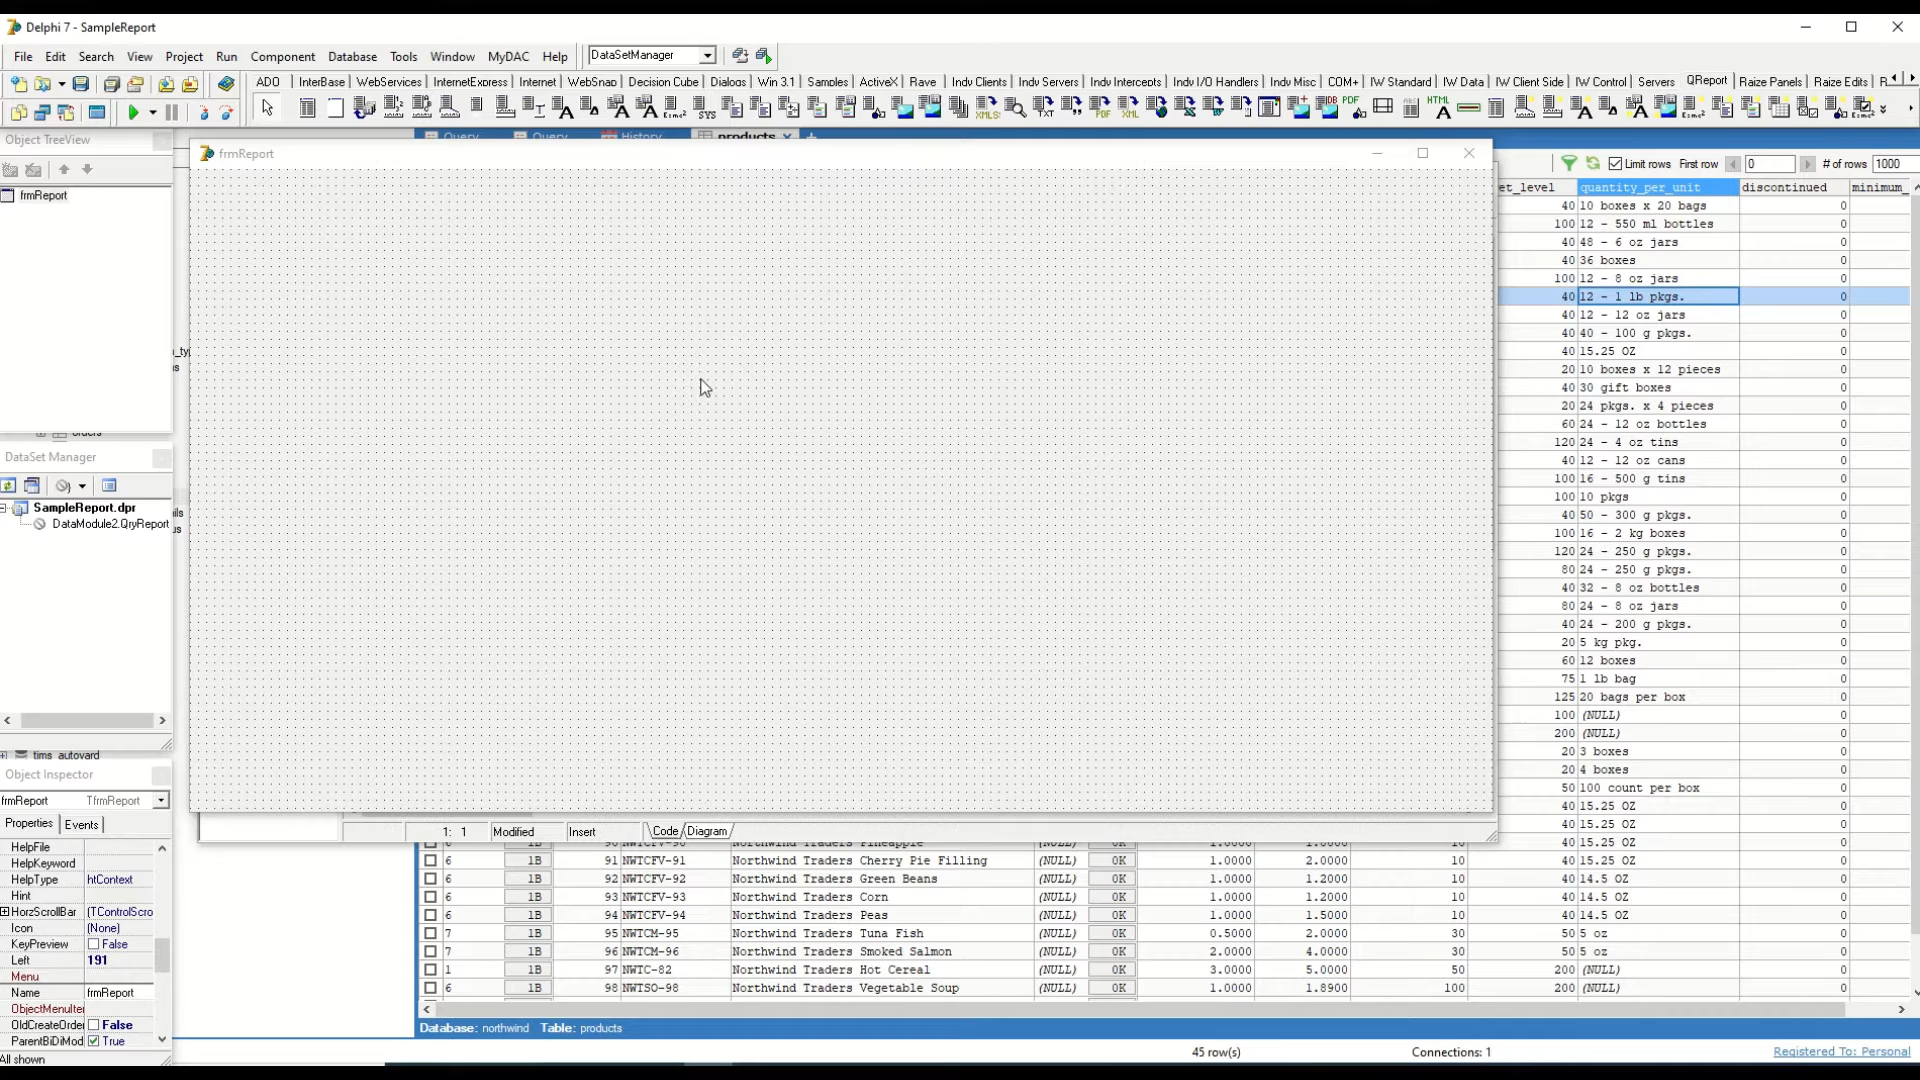 Delphi 7 - SampleReport
File Edit Search View Project Run Component Database Tools Window MyDAC Help DataSetManager
ADO InterBase WebServices InternetExpress Internet WebSnap Decision Cube Dialogs Win 3.1 Samples ActiveX Rave Indy Clients Indy Servers Indy Intercepts Indy I/O Handlers Indy Misc COM+ IW Standard IW Data IW Client Side IW Control Servers QReport Raize Panels Raize Edits R
Object TreeView
Query Query History products
frmReport
Limit rows First row 0 # of rows 1000
frmReport
et_level quantity_per_unit discontinued minimum_
40 10 boxes x 20 bags 0
100 12 - 550 ml bottles 0
40 48 - 6 oz jars 0
40 36 boxes 0
100 12 - 8 oz jars 0
40 12 - 1 lb pkgs. 0
40 12 - 12 oz jars 0
40 40 - 100 g pkgs. 0
40 15.25 OZ 0
20 10 boxes x 12 pieces 0
40 30 gift boxes 0
20 24 pkgs. x 4 pieces 0
60 24 - 12 oz bottles 0
120 24 - 4 oz tins 0
40 12 - 12 oz cans 0
100 16 - 500 g tins 0
100 10 pkgs 0
40 50 - 300 g pkgs. 0
100 16 - 2 kg boxes 0
120 24 - 250 g pkgs. 0
80 24 - 250 g pkgs. 0
40 32 - 8 oz bottles 0
80 24 - 8 oz jars 0
40 24 - 200 g pkgs. 0
20 5 kg pkg. 0
60 12 boxes 0
75 1 lb bag 0
125 20 bags per box 0
100 (NULL) 0
200 (NULL) 0
20 3 boxes 0
20 4 boxes 0
50 100 count per box 0
40 15.25 OZ 0
40 15.25 OZ 0
40 15.25 OZ 0
DataSet Manager
SampleReport.dpr
DataModule2.QryReport
tims_autoyard
Object Inspector
frmReport TfrmReport
Properties Events
HelpFile
HelpKeyword
HelpType htContext
Hint
HorzScrollBar (TControlScro
Icon (None)
KeyPreview False
Left 191
Menu
Name frmReport
ObjectMenuIter
OldCreateOrder False
ParentBiDiMod True
All shown
1: 1 Modified Insert Code Diagram
6 1B 91 NWTCFV-91 Northwind Traders Cherry Pie Filling (NULL) 0K 1.0000 2.0000 10 40 15.25 OZ 0
6 1B 92 NWTCFV-92 Northwind Traders Green Beans (NULL) 0K 1.0000 1.2000 10 40 14.5 OZ 0
6 1B 93 NWTCFV-93 Northwind Traders Corn (NULL) 0K 1.0000 1.2000 10 40 14.5 OZ 0
6 1B 94 NWTCFV-94 Northwind Traders Peas (NULL) 0K 1.0000 1.5000 10 40 14.5 OZ 0
7 1B 95 NWTCM-95 Northwind Traders Tuna Fish (NULL) 0K 0.5000 2.0000 30 50 5 oz 0
7 1B 96 NWTCM-96 Northwind Traders Smoked Salmon (NULL) 0K 2.0000 4.0000 30 50 5 oz 0
1 1B 97 NWTC-82 Northwind Traders Hot Cereal (NULL) 0K 3.0000 5.0000 50 200 (NULL) 0
6 1B 98 NWTSO-98 Northwind Traders Vegetable Soup (NULL) 0K 1.0000 1.8900 100 200 (NULL) 0
Database: northwind Table: products
45 row(s) Connections: 1 Registered To: Personal